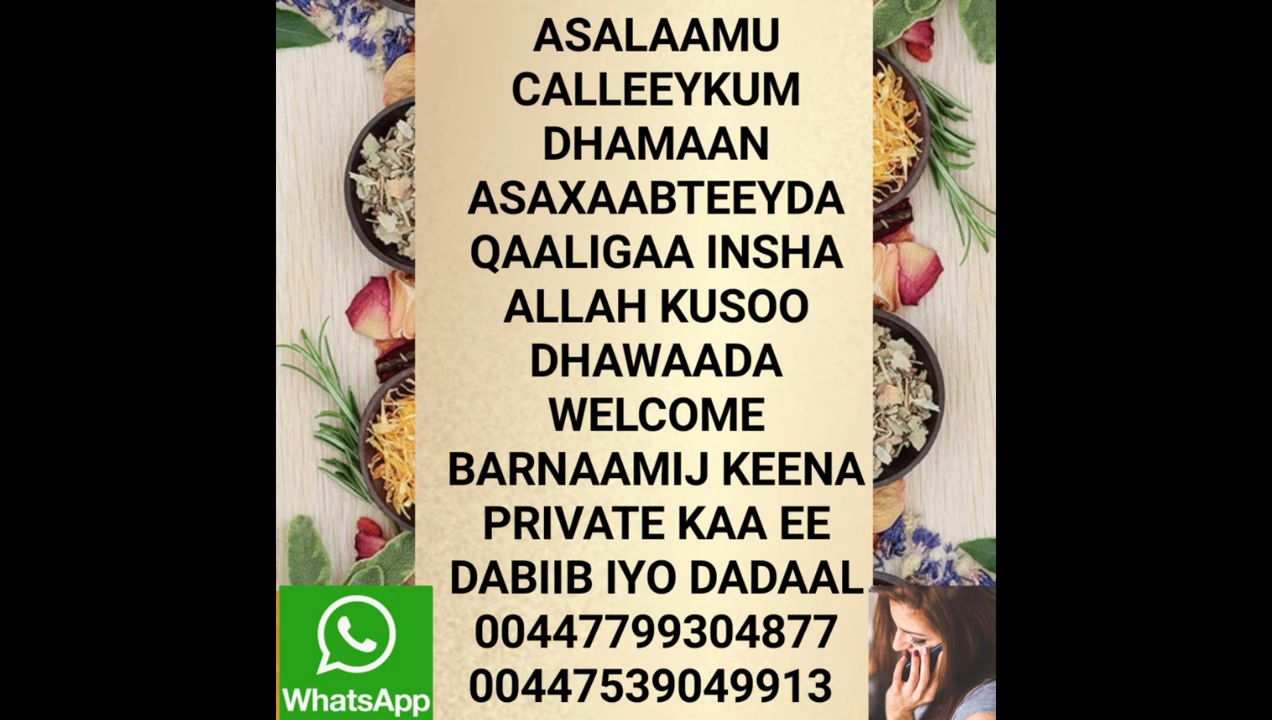 ASALAAMU
CALLEEYKUM
DHAMAAN
ASAXAABTEEYDA
QAALIGAA INSHA
ALLAH KUSOO
DHAWAADA
WELCOME
BARNAAMIJ KEENA
PRIVATE KAA EE
DABIIB IYO DADAAL
00447799304877
00447539049913
WhatsApp